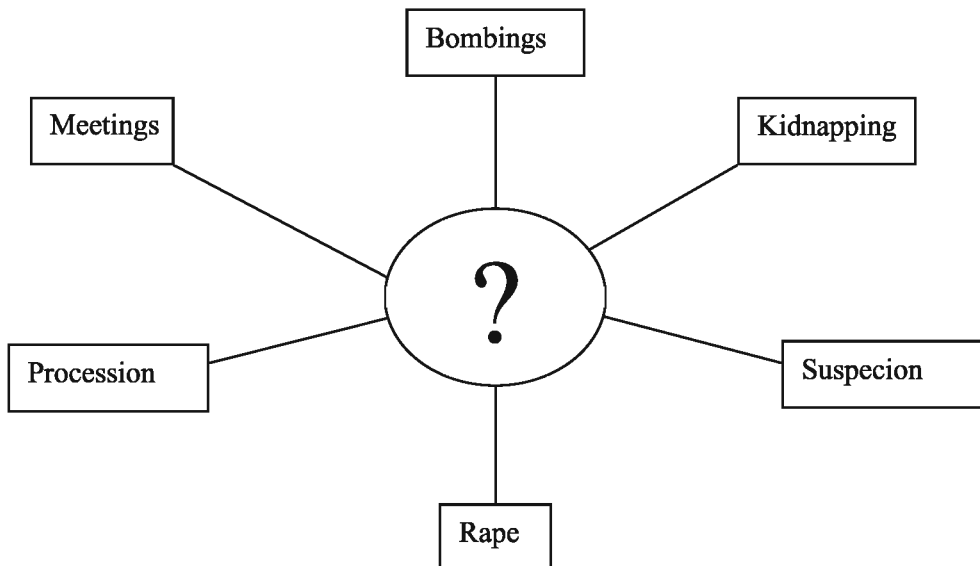 Bombings
Meetings
Kidnapping
?
Procession
Suspecion
Rape